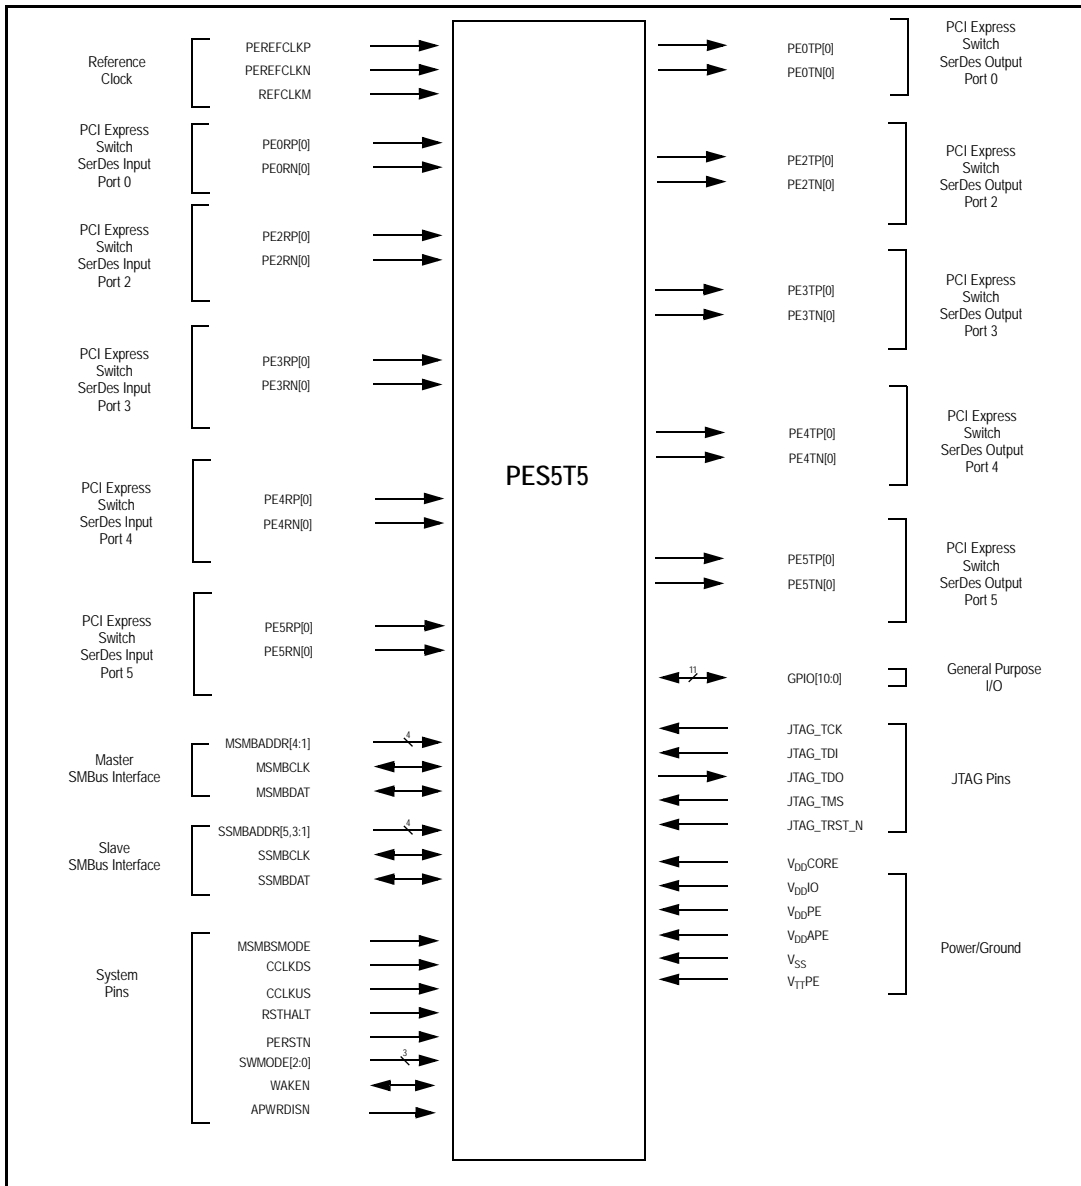 Reference
Clock
PEREFCLKP
PEREFCLKN
REFCLKM
PCI Express
Switch
SerDes Input
Port 0
PE0RP[0]
PE0RN[0]
PCI Express
Switch
SerDes Input
Port 2
PE2RP[0]
PE2RN[0]
PCI Express
Switch
SerDes Input
Port 3
PE3RP[0]
PE3RN[0]
PCI Express
Switch
SerDes Input
Port 4
PE4RP[0]
PE4RN[0]
PCI Express
Switch
SerDes Input
Port 5
PE5RP[0]
PE5RN[0]
Master
SMBus Interface
MSMBADDR[4:1]
4
MSMBCLK
MSMBDAT
Slave
SMBus Interface
SSMBADDR[5,3:1]
4
SSMBCLK
SSMBDAT
System
Pins
MSMBSMODE
CCLKDS
CCLKUS
RSTHALT
PERSTN
SWMODE[2:0]
3
WAKEN
APWRDISN
PES5T5
PE0TP[0]
PE0TN[0]
PCI Express
Switch
SerDes Output
Port 0
PE2TP[0]
PE2TN[0]
PCI Express
Switch
SerDes Output
Port 2
PE3TP[0]
PE3TN[0]
PCI Express
Switch
SerDes Output
Port 3
PE4TP[0]
PE4TN[0]
PCI Express
Switch
SerDes Output
Port 4
PE5TP[0]
PE5TN[0]
PCI Express
Switch
SerDes Output
Port 5
11
GPIO[10:0]
General Purpose
I/O
JTAG_TCK
JTAG_TDI
JTAG_TDO
JTAG_TMS
JTAG_TRST_N
JTAG Pins
VDDCORE
VDDIO
VDDPE
VDDAPE
VSS
VTTPE
Power/Ground